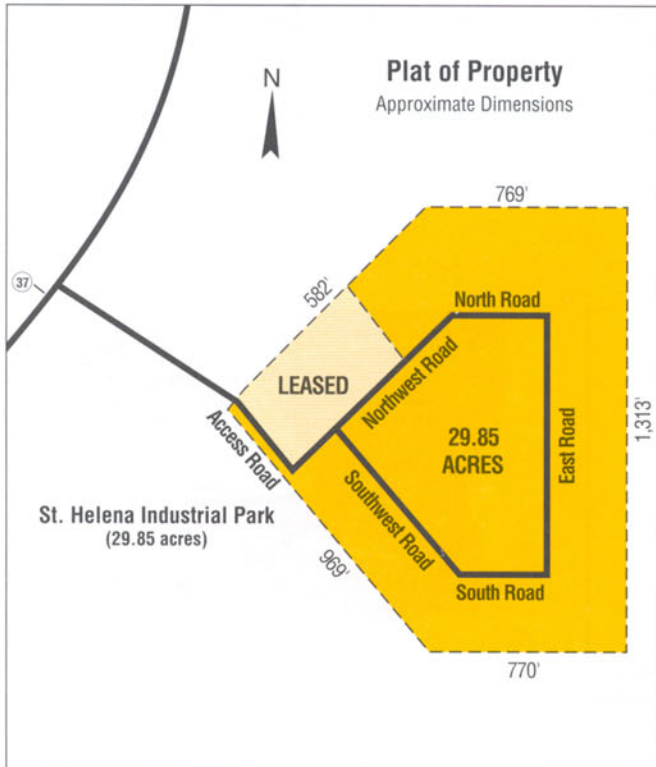 Plat of Property
Approximate Dimensions
N
769'
37
582'
North Road
LEASED
Northwest Road
Access Road
29.85
ACRES
East Road
1,313'
Southwest Road
St. Helena Industrial Park
(29.85 acres)
969'
South Road
770'